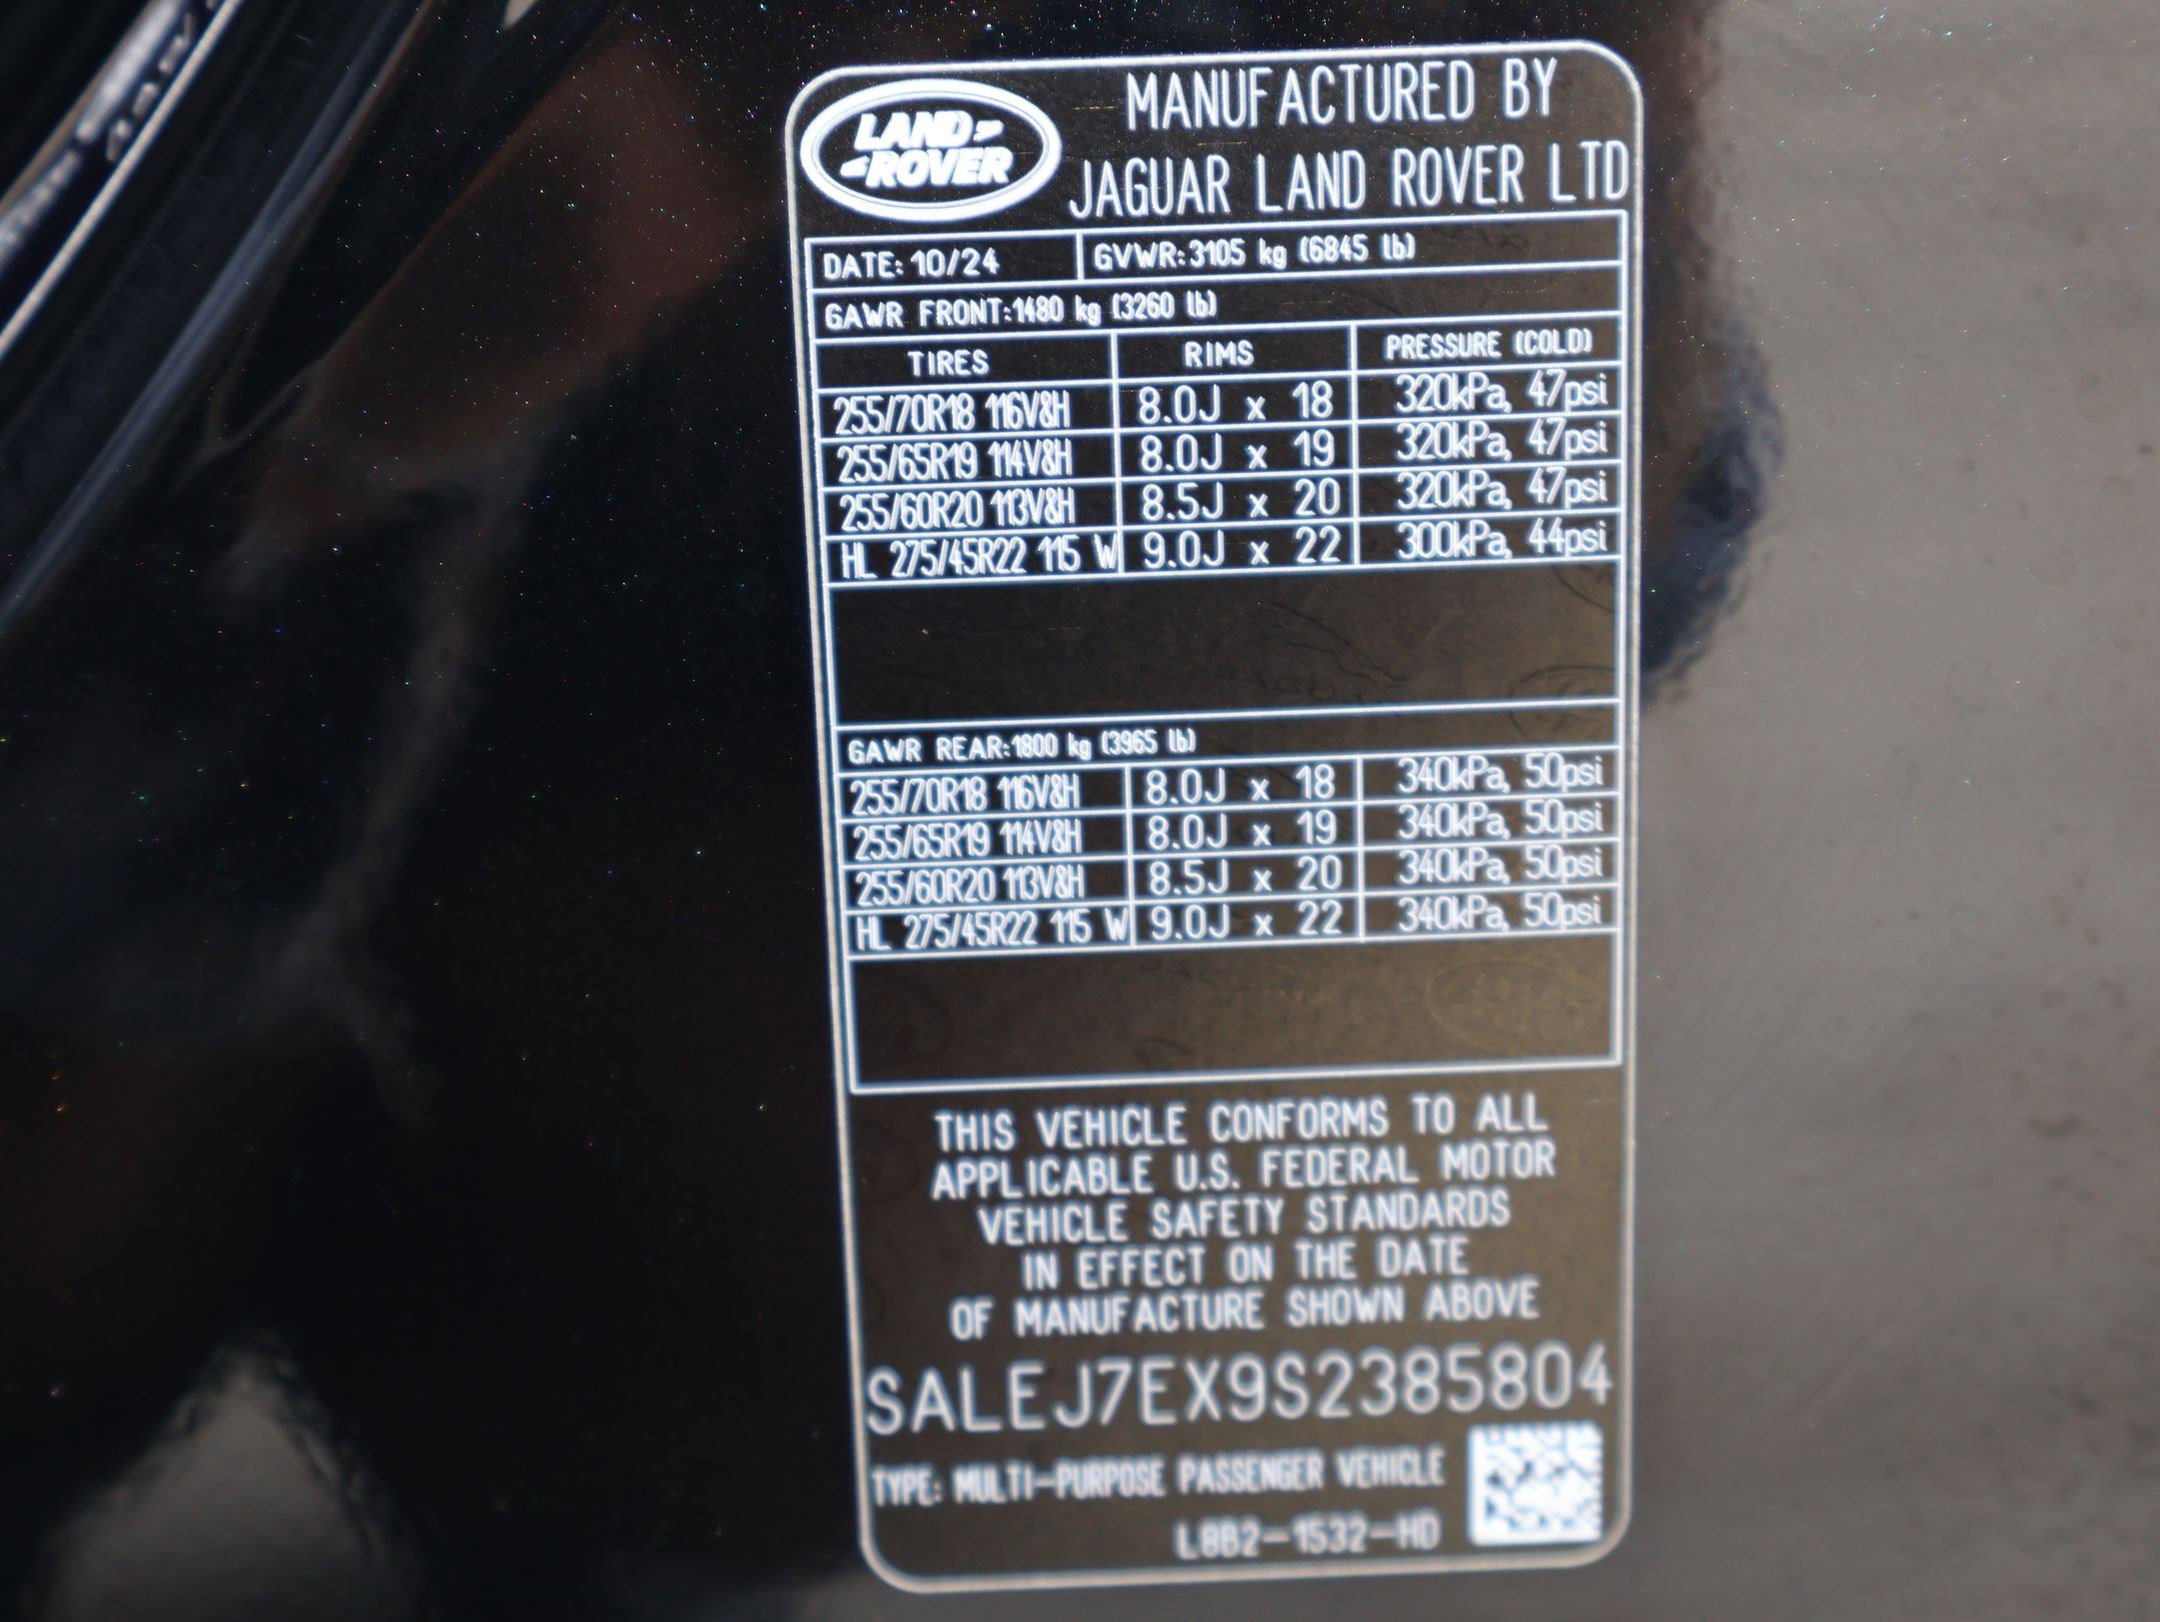 LAND ROVER
MANUFACTURED BY
JAGUAR LAND ROVER LTD
DATE: 10/24 GVWR: 3105 kg (6845 lb)
GAWR FRONT: 1480 kg (3260 lb)
TIRES RIMS PRESSURE (COLD)
255/70R18 116V&H 8.0J x 18 320kPa, 47psi
255/65R19 114V&H 8.0J x 19 320kPa, 47psi
255/60R20 113V&H 8.5J x 20 320kPa, 47psi
HL 275/45R22 115 W 9.0J x 22 300kPa, 44psi
GAWR REAR: 1800 kg (3965 lb)
255/70R18 116V&H 8.0J x 18 340kPa, 50psi
255/65R19 114V&H 8.0J x 19 340kPa, 50psi
255/60R20 113V&H 8.5J x 20 340kPa, 50psi
HL 275/45R22 115 W 9.0J x 22 340kPa, 50psi
THIS VEHICLE CONFORMS TO ALL
APPLICABLE U.S. FEDERAL MOTOR
VEHICLE SAFETY STANDARDS
IN EFFECT ON THE DATE
OF MANUFACTURE SHOWN ABOVE
SALEJ7EX9S2385804
TYPE: MULTI-PURPOSE PASSENGER VEHICLE
L8B2-1532-HD